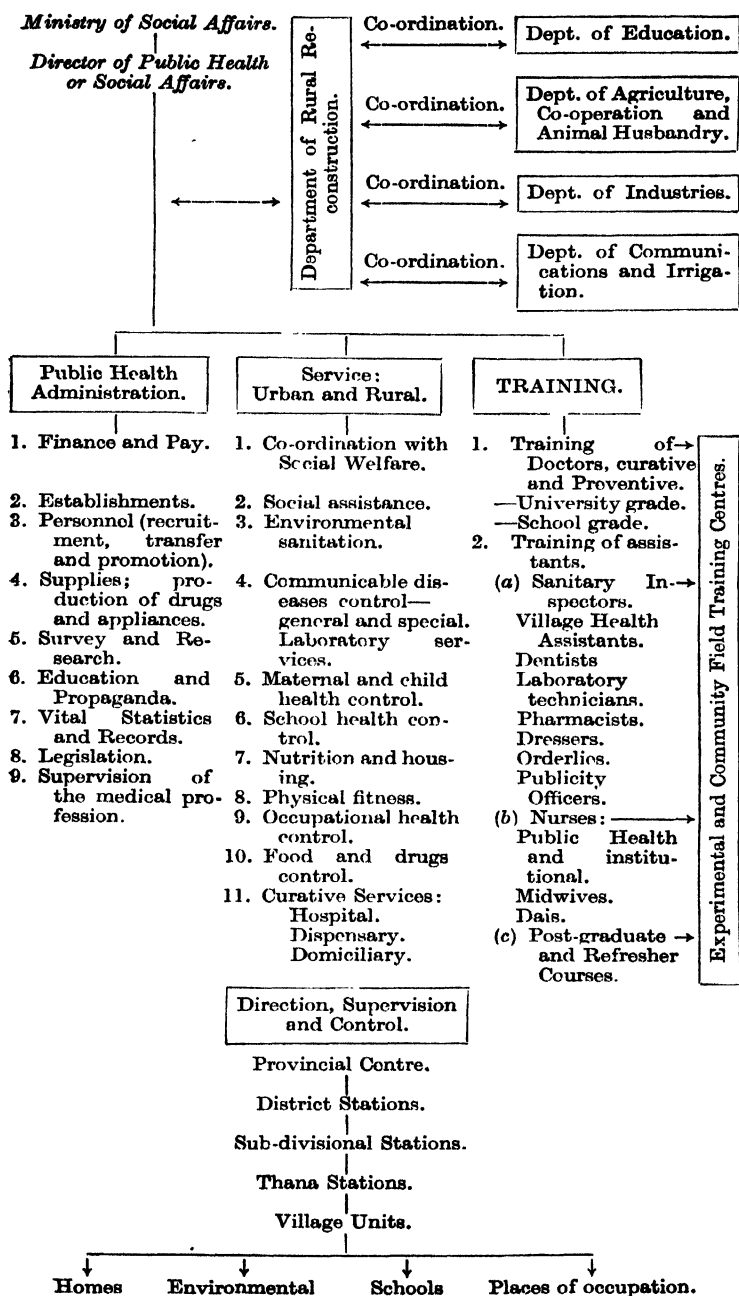 Ministry of Social Affairs.
Director of Public Health
or Social Affairs.
Department of Rural Re-
construction.
Co-ordination.
Dept. of Education.
Co-ordination.
Dept. of Agriculture,
Co-operation and
Animal Husbandry.
Co-ordination.
Dept. of Industries.
Co-ordination.
Dept. of Communi-
cations and Irriga-
tion.
Public Health
Administration.
1. Finance and Pay.
2. Establishments.
3. Personnel (recruit-
ment, transfer
and promotion).
4. Supplies; pro-
duction of drugs
and appliances.
5. Survey and Re-
search.
6. Education and
Propaganda.
7. Vital Statistics
and Records.
8. Legislation.
9. Supervision of
the medical pro-
fession.
Service:
Urban and Rural.
1. Co-ordination with
Social Welfare.
2. Social assistance.
3. Environmental
sanitation.
4. Communicable dis-
eases control—
general and special.
Laboratory ser-
vices.
5. Maternal and child
health control.
6. School health con-
trol.
7. Nutrition and hous-
ing.
8. Physical fitness.
9. Occupational health
control.
10. Food and drugs
control.
11. Curative Services:
Hospital.
Dispensary.
Domiciliary.
TRAINING.
1. Training of
Doctors, curative
and Preventive.
—University grade.
—School grade.
2. Training of assis-
tants.
(a) Sanitary In-
spectors.
Village Health
Assistants.
Dentists
Laboratory
technicians.
Pharmacists.
Dressers.
Orderlies.
Publicity
Officers.
(b) Nurses:
Public Health
and institu-
tional.
Midwives.
Dais.
(c) Post-graduate
and Refresher
Courses.
Experimental and Community Field Training Centres.
Direction, Supervision
and Control.
Provincial Centre.
District Stations.
Sub-divisional Stations.
Thana Stations.
Village Units.
Homes Environmental Schools Places of occupation.